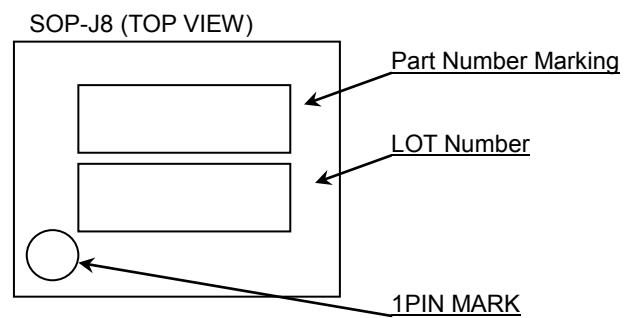 SOP-J8 (TOP VIEW)
Part Number Marking
LOT Number
1PIN MARK